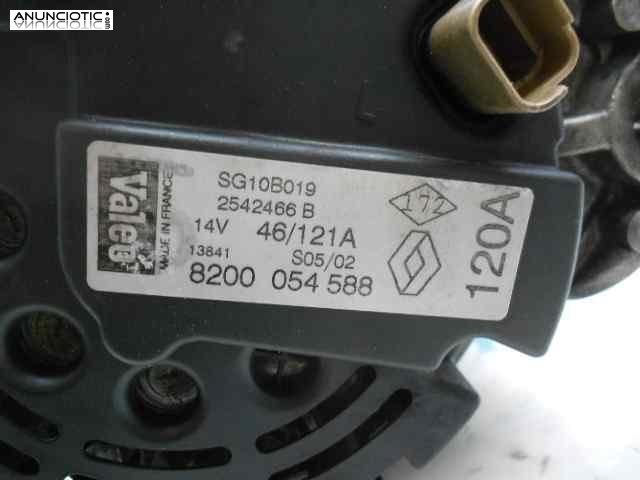 ANUNCIOTIC.com
L
Valeo
MADE IN FRANCE
SG10B019
2542466 B
14V 46/121A
13841 S05/02
8200 054 588
172
120A